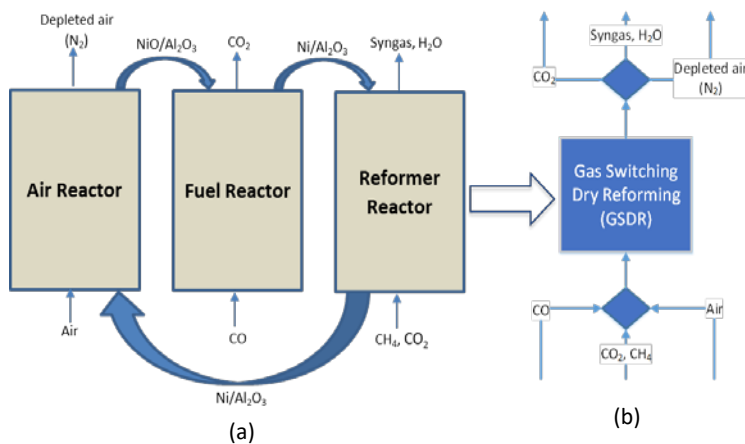 Depleted air
(N₂)
NiO/Al₂O₃
CO₂
Ni/Al₂O₃
Syngas, H₂O
Air Reactor
Fuel Reactor
Reformer
Reactor
Air
CO
CH₄, CO₂
Ni/Al₂O₃
(a)
Syngas, H₂O
CO₂
Depleted air
(N₂)
Gas Switching
Dry Reforming
(GSDR)
CO
Air
CO₂, CH₄
(b)